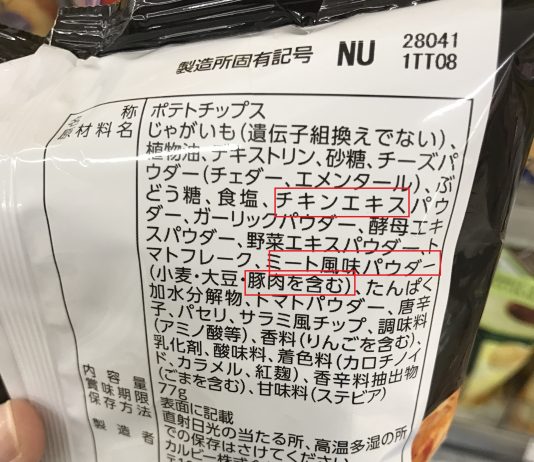 製造所固有記号 NU 28041
1TT08
名称 ポテトチップス
原材料名 じゃがいも(遺伝子組換えでない)、
植物油、デキストリン、砂糖、チーズパ
ウダー(チェダー、エメンタール)、ぶ
どう糖、食塩、チキンエキスパウ
ダー、ガーリックパウダー、酵母エキ
スパウダー、野菜エキスパウダー、ト
マトフレーク、ミート風味パウダー
(小麦・大豆・豚肉を含む)、たんぱく
加水分解物、トマトパウダー、唐辛
子、パセリ、サラミ風チップ、調味料
(アミノ酸等)、香料(りんごを含む)、
乳化剤、酸味料、着色料(カロチノイ
ド、カラメル、紅麹)、香辛料抽出物
(ごまを含む)、甘味料(ステビア)
内容量 77g
賞味期限 表面に記載
保存方法 直射日光の当たる所、高温多湿の所
での保存はさけてください。
製造者 カルビー株式会社